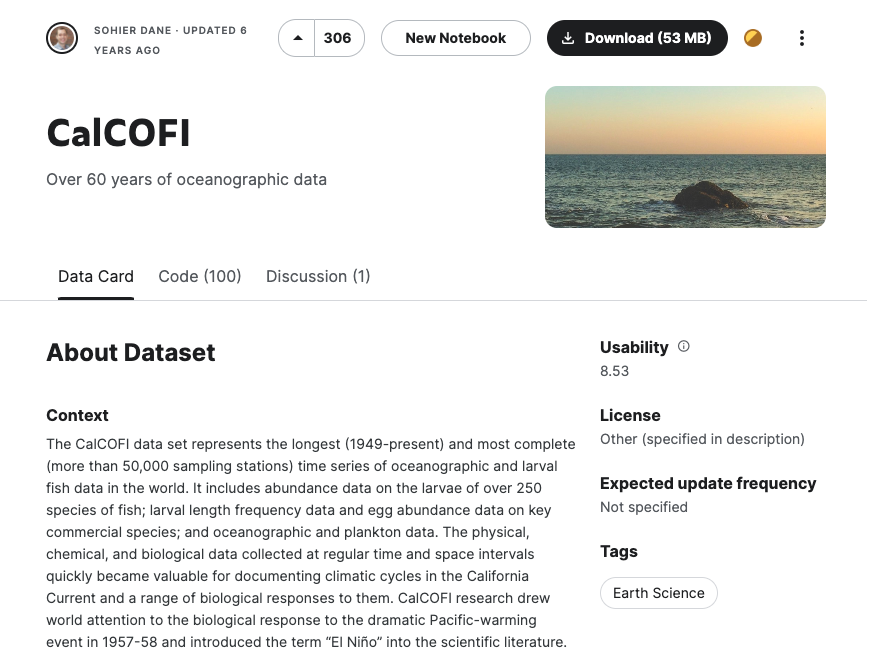 SOHIER DANE · UPDATED 6
YEARS AGO
306
New Notebook
Download (53 MB)
CalCOFI
Over 60 years of oceanographic data
Data Card
Code (100)
Discussion (1)
About Dataset
Context
The CalCOFI data set represents the longest (1949-present) and most complete
(more than 50,000 sampling stations) time series of oceanographic and larval
fish data in the world. It includes abundance data on the larvae of over 250
species of fish; larval length frequency data and egg abundance data on key
commercial species; and oceanographic and plankton data. The physical,
chemical, and biological data collected at regular time and space intervals
quickly became valuable for documenting climatic cycles in the California
Current and a range of biological responses to them. CalCOFI research drew
world attention to the biological response to the dramatic Pacific-warming
event in 1957-58 and introduced the term “El Niño” into the scientific literature.
Usability
8.53
License
Other (specified in description)
Expected update frequency
Not specified
Tags
Earth Science